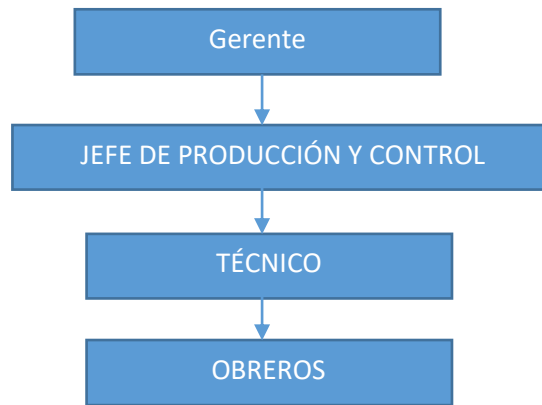 Gerente
JEFE DE PRODUCCIÓN Y CONTROL
TÉCNICO
OBREROS